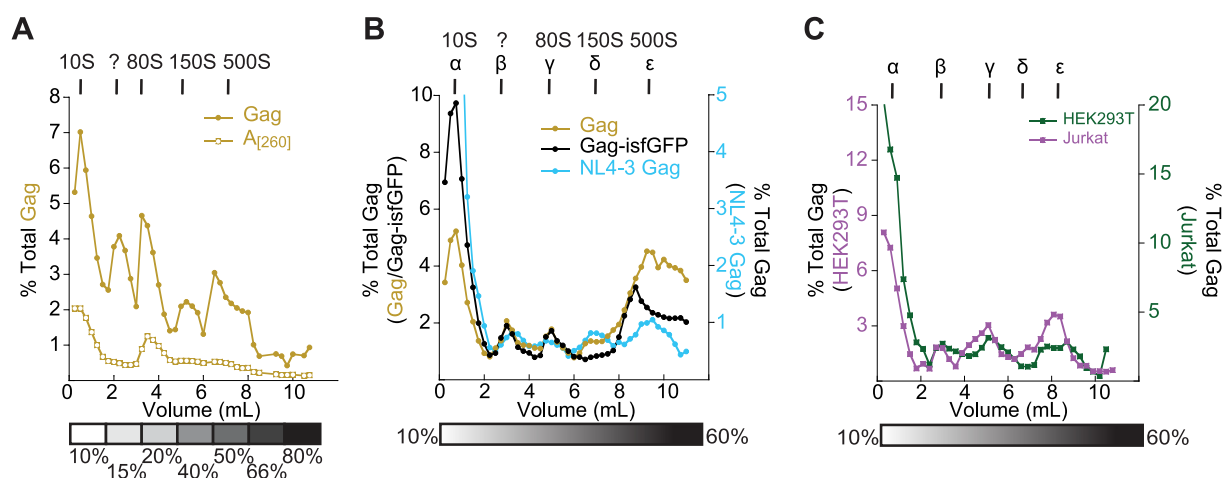 A
10S ? 80S 150S 500S
% Total Gag
8
7
6
5
4
3
2
1
Gag
A[260]
0 2 4 6 8 10
Volume (mL)
10% 20% 50% 80%
15% 40% 66%
B
10S ? 80S 150S 500S
α β γ δ ε
% Total Gag
(Gag/Gag-isfGFP)
10
8
6
4
2
Gag
Gag-isfGFP
NL4-3 Gag
5
4
3
2
1
% Total Gag
(NL4-3 Gag)
0 2 4 6 8 10
Volume (mL)
10% 60%
C
α β γ δ ε
% Total Gag
(HEK293T)
15
12
9
6
3
HEK293T
Jurkat
20
15
10
5
% Total Gag
(Jurkat)
0 2 4 6 8 10
Volume (mL)
10% 60%